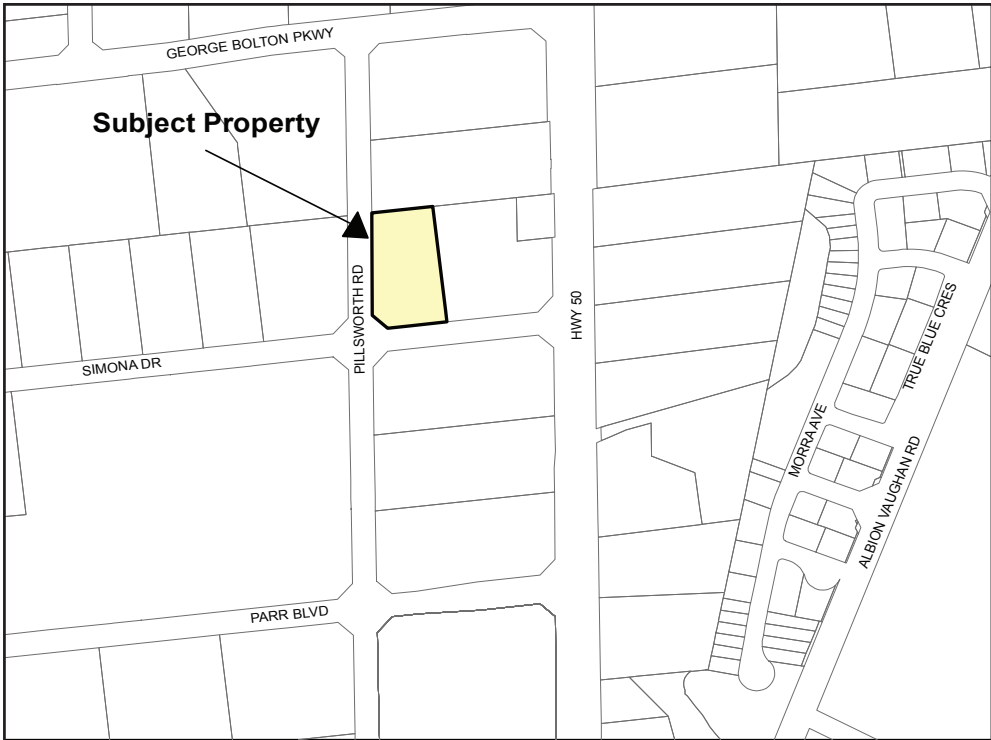 GEORGE BOLTON PKWY
Subject Property
PILLSWORTH RD
HWY 50
SIMONA DR
TRUE BLUE CRES
MORRA AVE
ALBION VAUGHAN RD
PARR BLVD